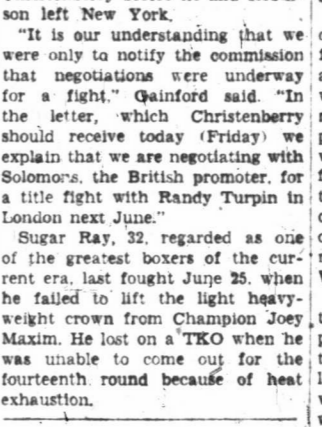 son left New York.
"It is our understanding that we
were only to notify the commission
that negotiations were underway
for a fight," Gainford said. "In
the letter, which Christenberry
should receive today (Friday) we
explain that we are negotiating with
Solomons, the British promoter, for
a title fight with Randy Turpin in
London next June."
Sugar Ray, 32, regarded as one
of the greatest boxers of the cur-
rent era, last fought June 25, when
he failed to lift the light heavy-
weight crown from Champion Joey
Maxim. He lost on a TKO when he
was unable to come out for the
fourteenth round because of heat
exhaustion.